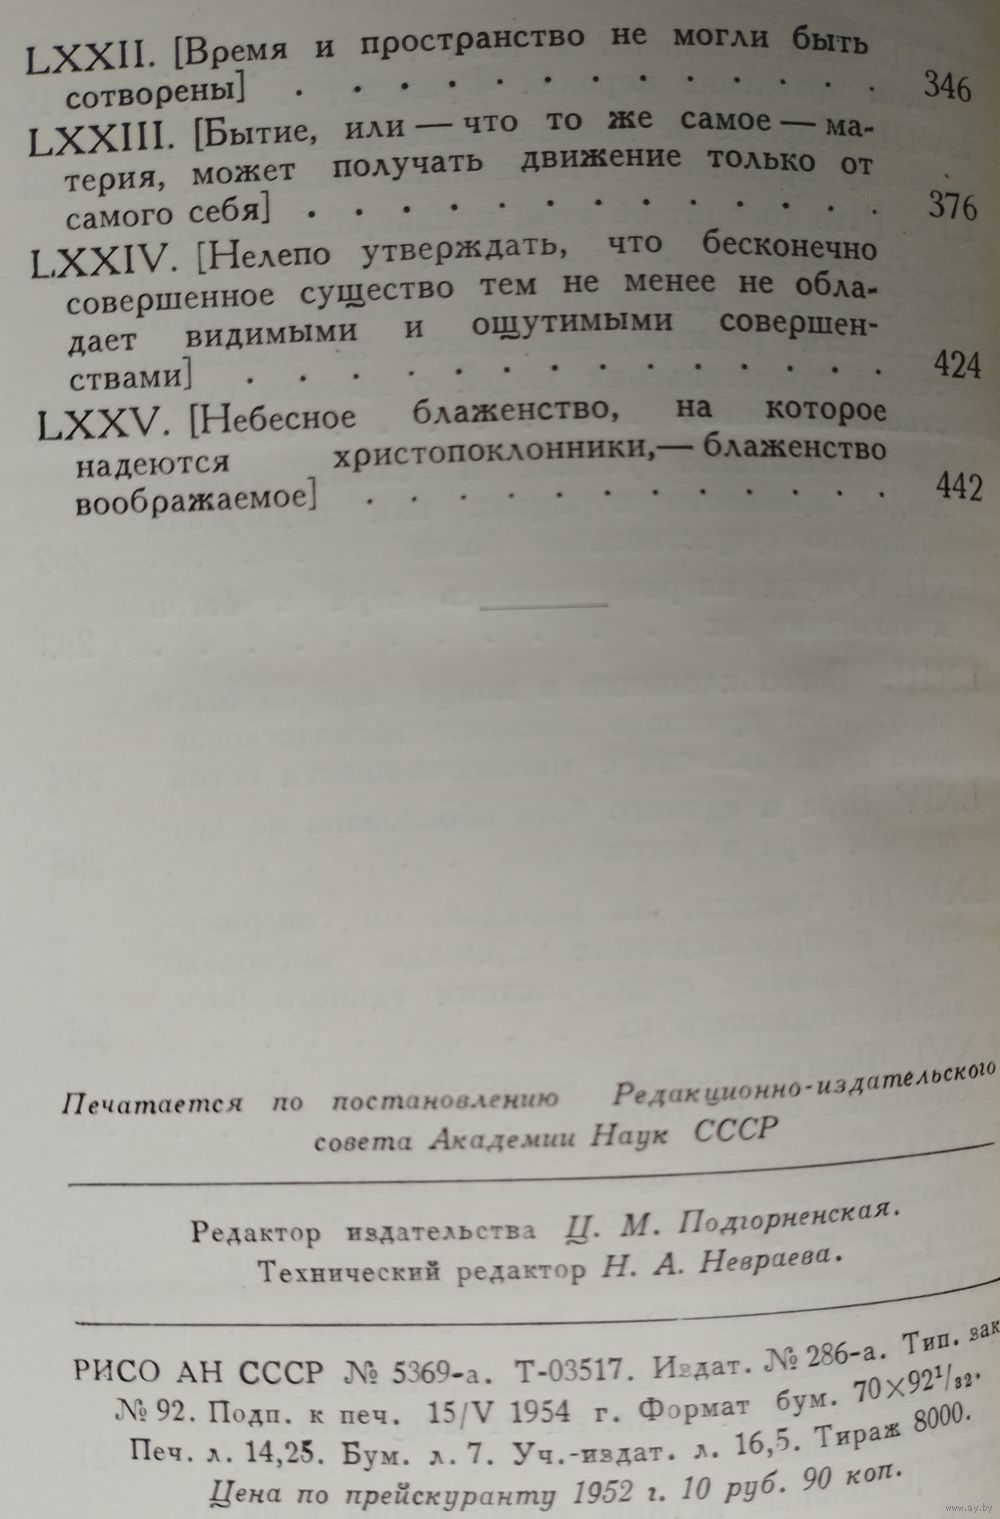 LXXII. [Время и пространство не могли быть
сотворены] . . . . . . . . . . . . 346
LXXIII. [Бытие, или — что то же самое — ма-
терия, может получать движение только от
самого себя] . . . . . . . . . . . . . 376
LXXIV. [Нелепо утверждать, что бесконечно
совершенное существо тем не менее не обла-
дает видимыми и ощутимыми совершен-
ствами] . . . . . . . . . . . . . 424
LXXV. [Небесное блаженство, на которое
надеются христопоклонники,— блаженство
воображаемое] . . . . . . . . . . . 442
Печатается по постановлению Редакционно-издательского
совета Академии Наук СССР
Редактор издательства Ц. М. Подгорненская.
Технический редактор Н. А. Невраева.
РИСО АН СССР № 5369-а. Т-03517. Издат. № 286-а. Тип. зак
№ 92. Подп. к печ. 15/V 1954 г. Формат бум. 70×92¹/₃₂.
Печ. л. 14,25. Бум. л. 7. Уч.-издат. л. 16,5. Тираж 8000.
Цена по прейскуранту 1952 г. 10 руб. 90 коп.
www.ay.by